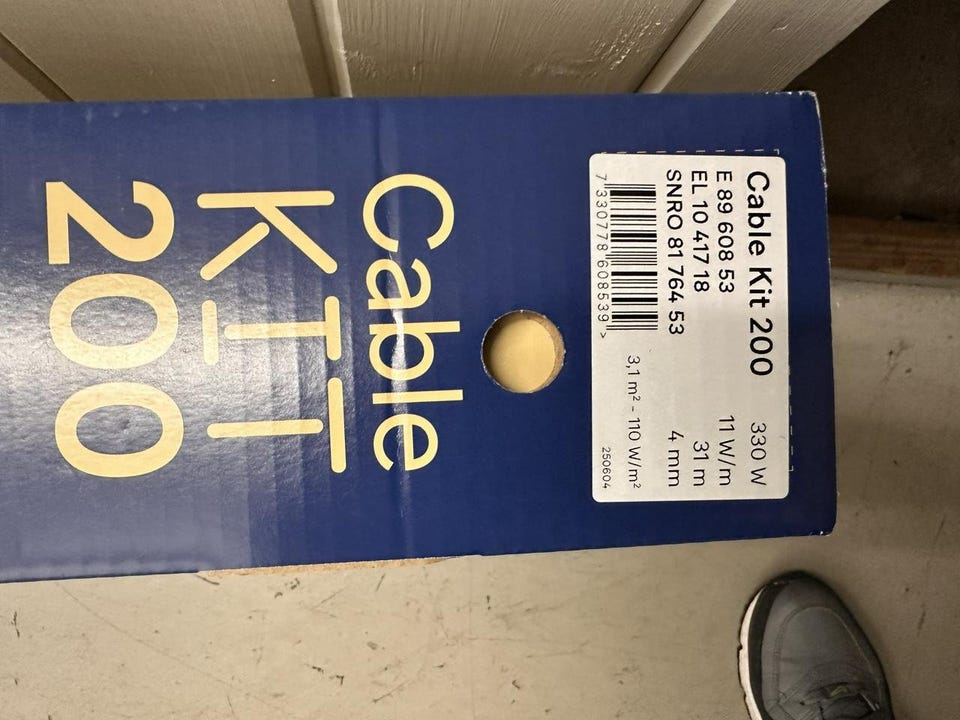 Cable Kit 200
330 W
E 89 608 53
11 W/m
EL 10 417 18
31 m
SNRO 81 764 53
4 mm
7 330778 608539 >
3,1 m² - 110 W/m²
250604
Cable
KIT
200